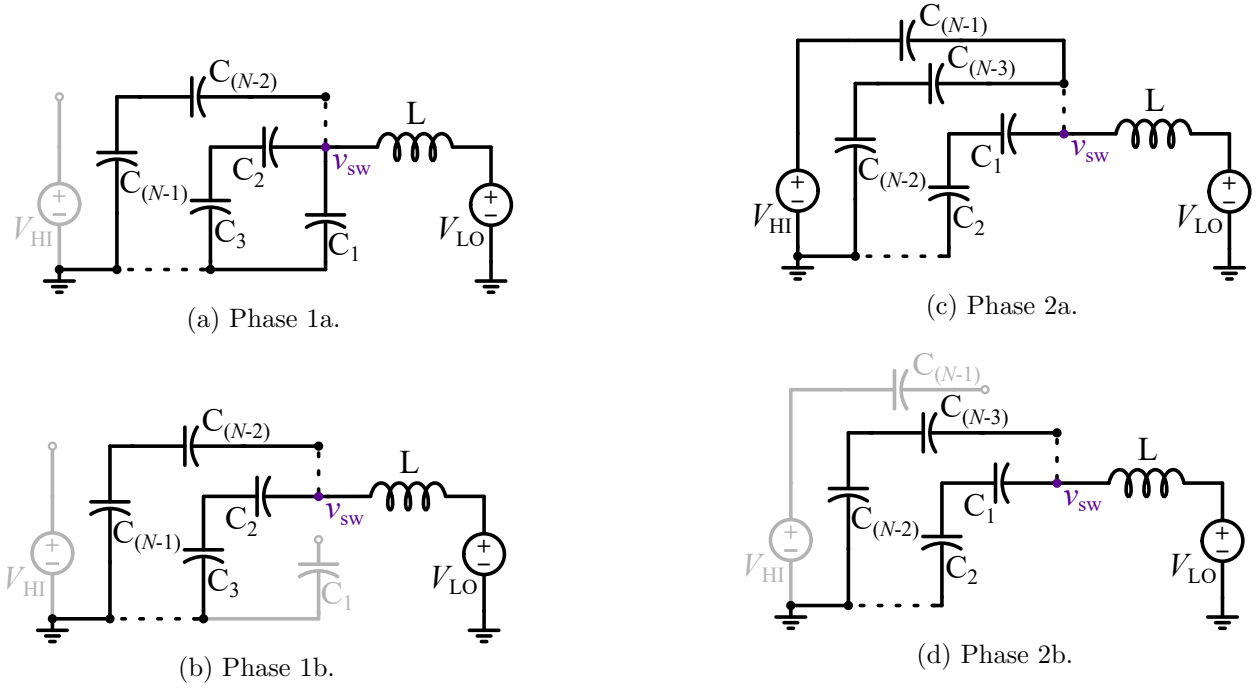 C(N-2)
L
C2
vsw
C(N-1)
+
−
VHI
C3
C1
+
−
VLO
(a) Phase 1a.
C(N-2)
L
C2
vsw
C(N-1)
+
−
VHI
C3
C1
+
−
VLO
(b) Phase 1b.
C(N-1)
C(N-3)
L
C1
vsw
C(N-2)
+
−
VHI
C2
+
−
VLO
(c) Phase 2a.
C(N-1)
C(N-3)
L
C1
vsw
C(N-2)
+
−
VHI
C2
+
−
VLO
(d) Phase 2b.